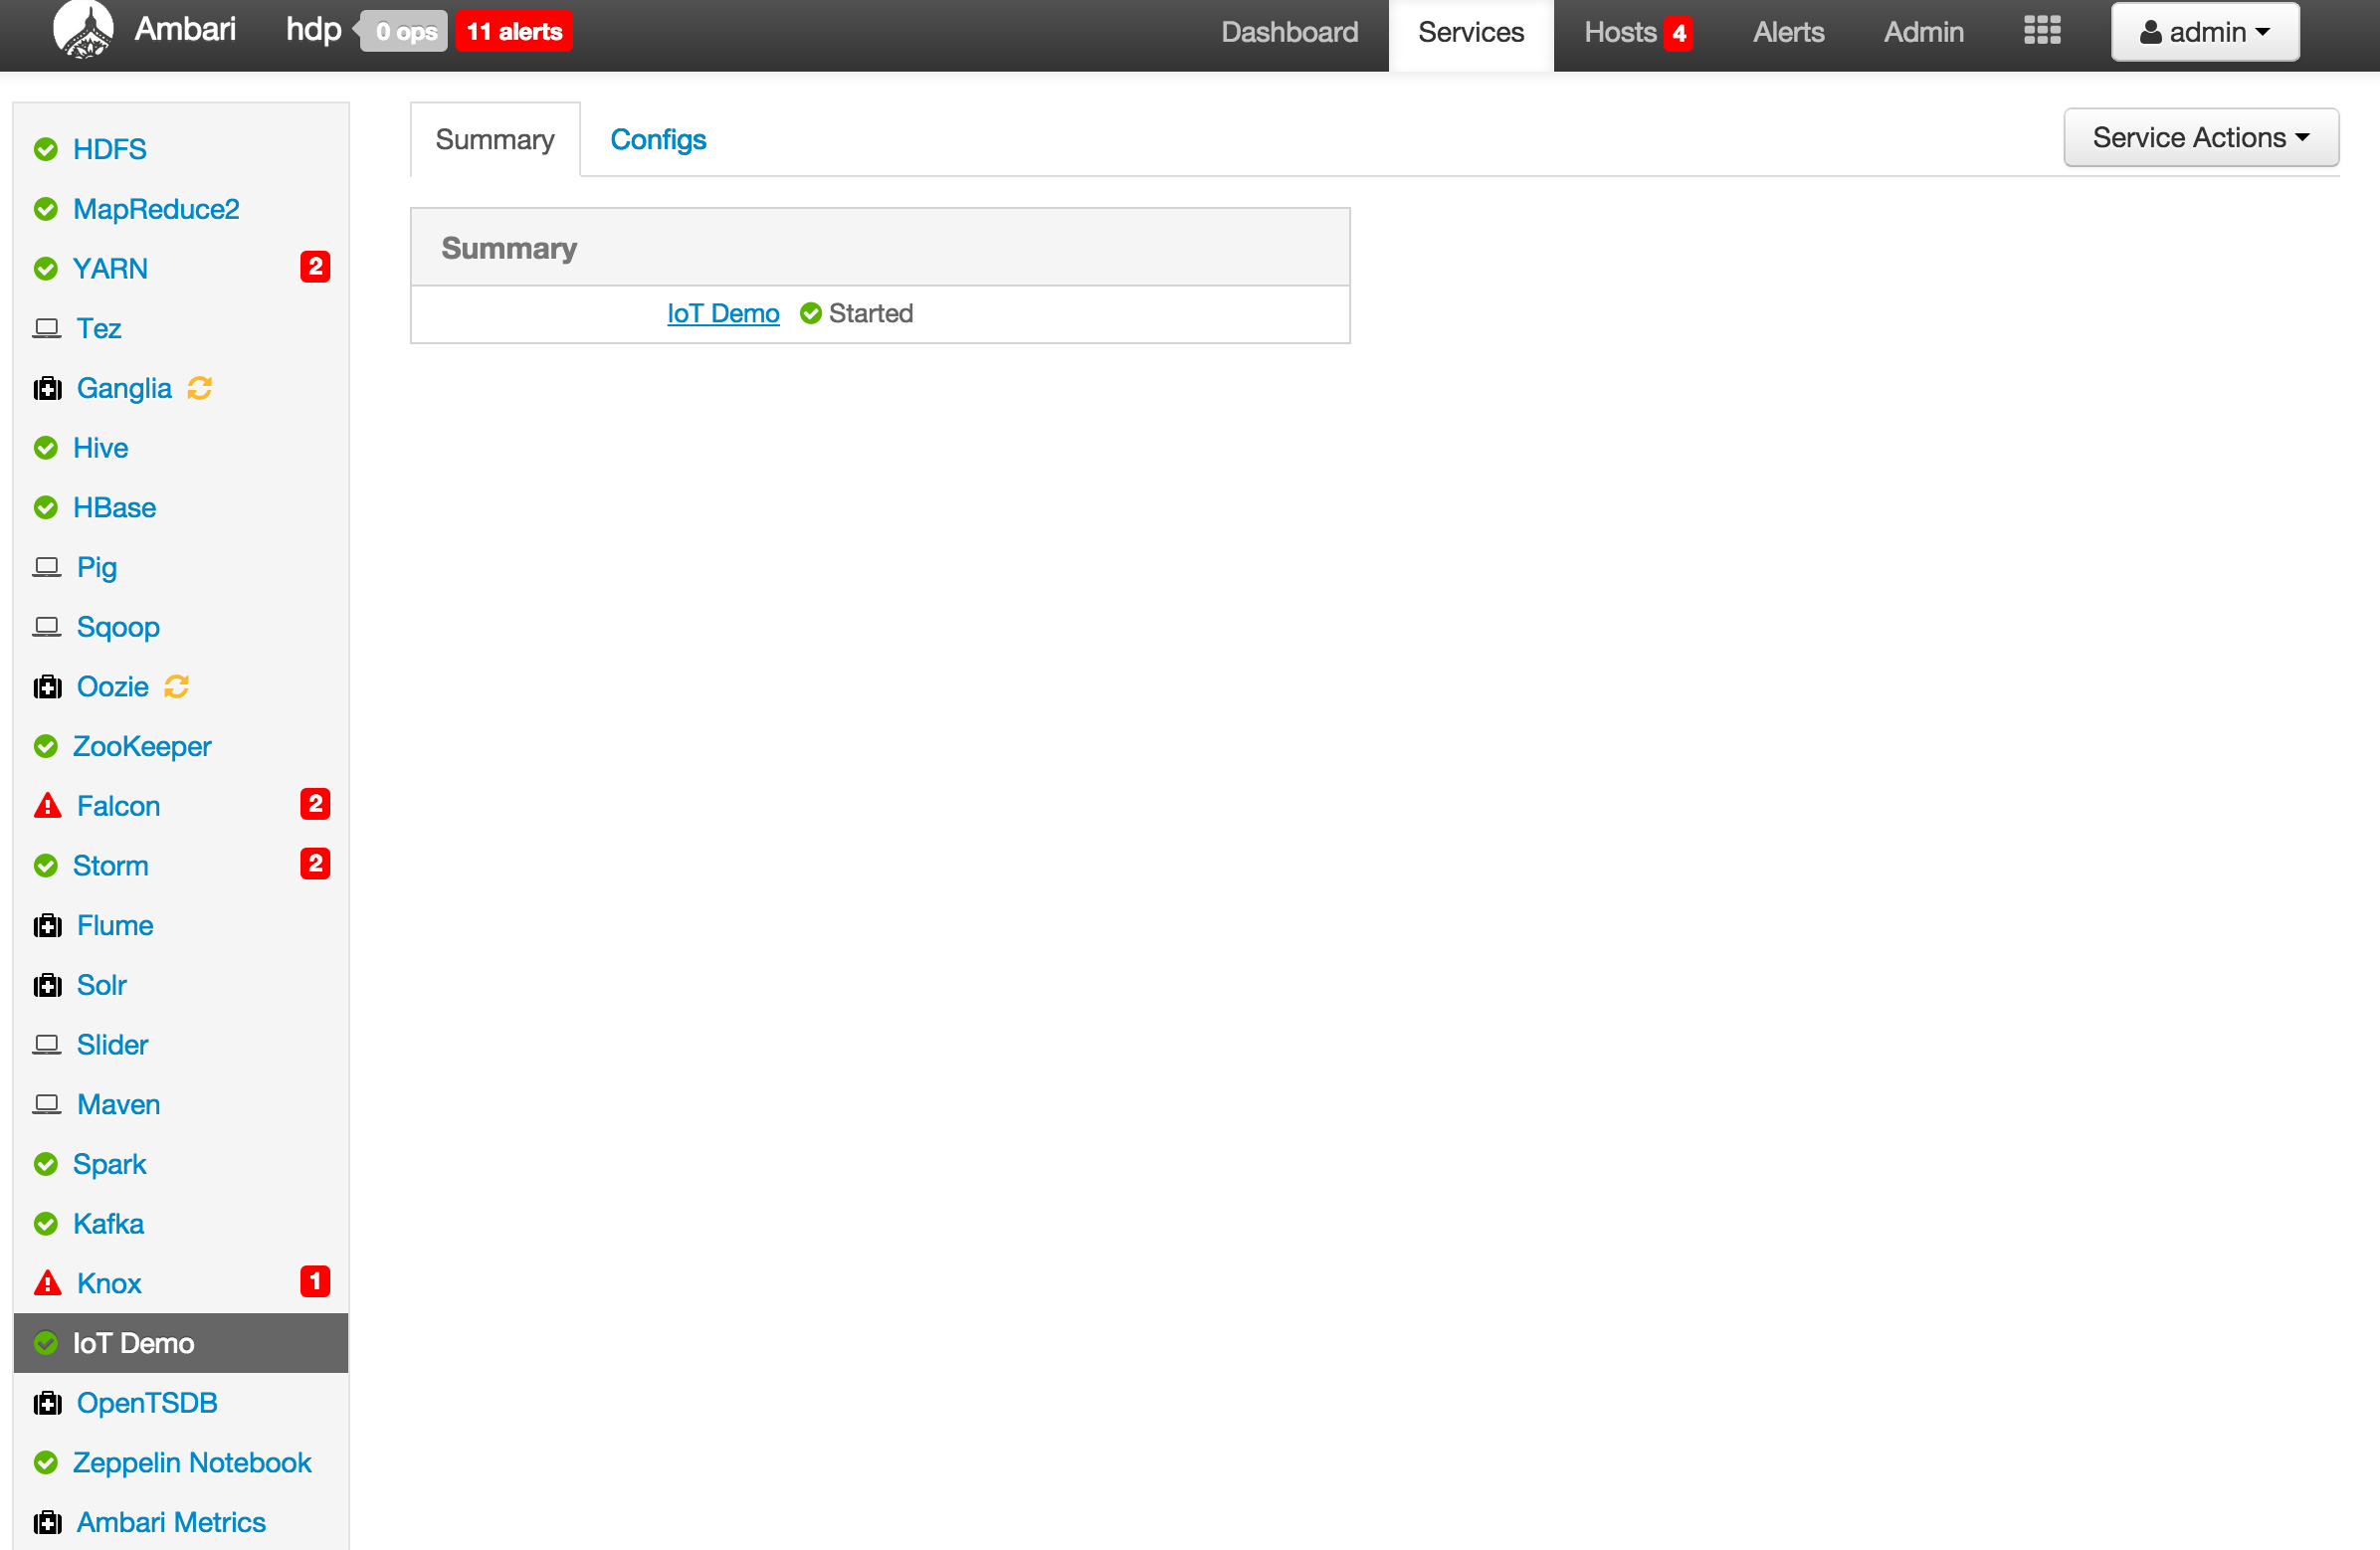 Ambari hdp 0 ops 11 alerts Dashboard Services Hosts 4 Alerts Admin admin
HDFS
MapReduce2
YARN 2
Tez
Ganglia
Hive
HBase
Pig
Sqoop
Oozie
ZooKeeper
Falcon 2
Storm 2
Flume
Solr
Slider
Maven
Spark
Kafka
Knox 1
IoT Demo
OpenTSDB
Zeppelin Notebook
Ambari Metrics
Summary Configs Service Actions
Summary
IoT Demo Started